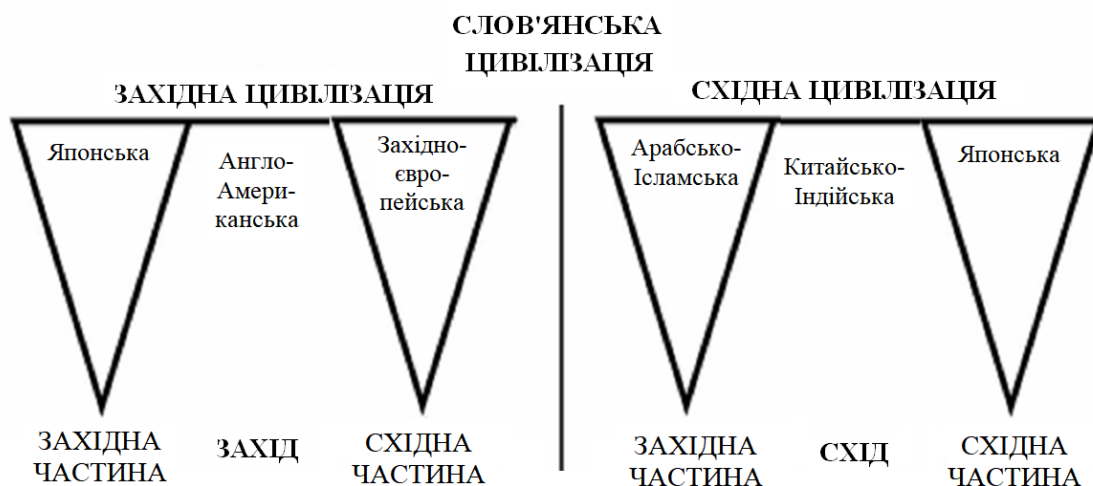 СЛОВ'ЯНСЬКА
ЦИВІЛІЗАЦІЯ
ЗАХІДНА ЦИВІЛІЗАЦІЯ
Японська
Англо-
Амери-
канська
Західно-
євро-
пейська
ЗАХІДНА
ЧАСТИНА
ЗАХІД
СХІДНА
ЧАСТИНА
СХІДНА ЦИВІЛІЗАЦІЯ
Арабсько-
Ісламська
Китайсько-
Індійська
Японська
ЗАХІДНА
ЧАСТИНА
СХІД
СХІДНА
ЧАСТИНА